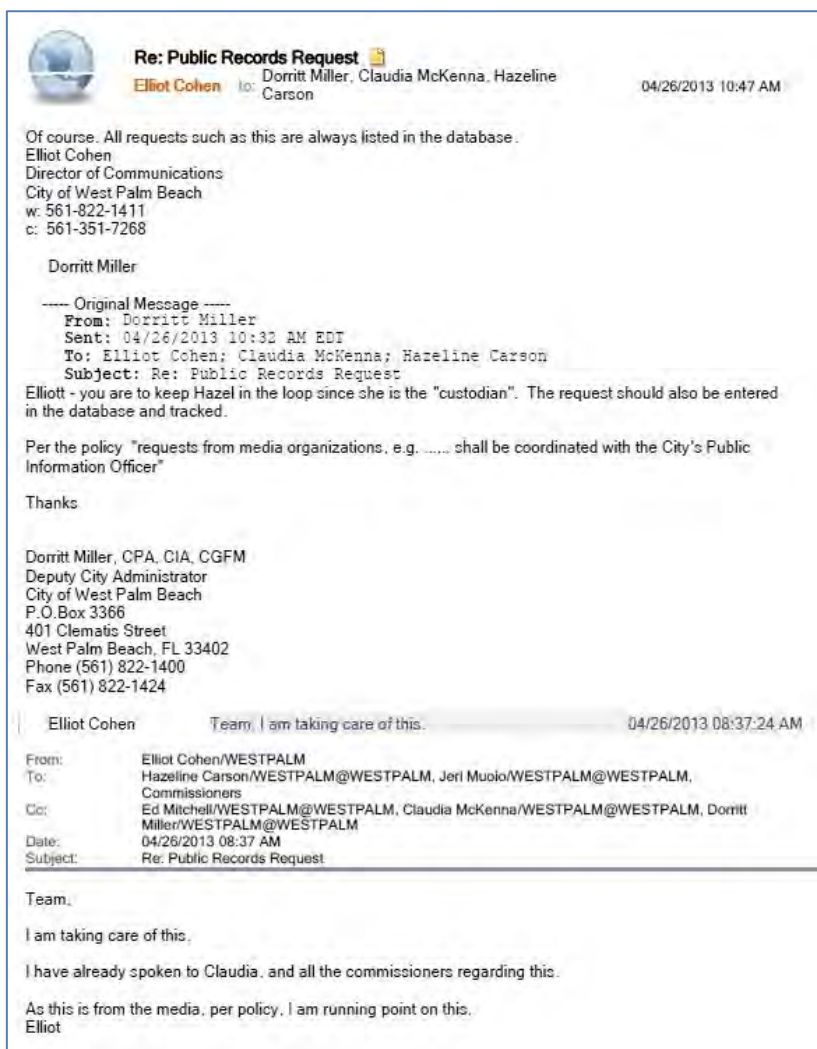 Re: Public Records Request
Elliot Cohen to: Dorritt Miller, Claudia McKenna, Hazeline
Carson
04/26/2013 10:47 AM
Of course. All requests such as this are always listed in the database.
Elliot Cohen
Director of Communications
City of West Palm Beach
w: 561-822-1411
c: 561-351-7268
Dorritt Miller
----- Original Message -----
From: Dorritt Miller
Sent: 04/26/2013 10:32 AM EDT
To: Elliot Cohen; Claudia McKenna; Hazeline Carson
Subject: Re: Public Records Request
Elliott - you are to keep Hazel in the loop since she is the "custodian". The request should also be entered
in the database and tracked.
Per the policy "requests from media organizations, e.g. ...... shall be coordinated with the City's Public
Information Officer"
Thanks
Dorritt Miller, CPA, CIA, CGFM
Deputy City Administrator
City of West Palm Beach
P.O.Box 3366
401 Clematis Street
West Palm Beach, FL 33402
Phone (561) 822-1400
Fax (561) 822-1424
Elliot Cohen Team, I am taking care of this. 04/26/2013 08:37:24 AM
From: Elliot Cohen/WESTPALM
To: Hazeline Carson/WESTPALM@WESTPALM, Jeri Muoio/WESTPALM@WESTPALM,
Commissioners
Cc: Ed Mitchell/WESTPALM@WESTPALM, Claudia McKenna/WESTPALM@WESTPALM, Dorritt
Miller/WESTPALM@WESTPALM
Date: 04/26/2013 08:37 AM
Subject: Re: Public Records Request
Team,
I am taking care of this.
I have already spoken to Claudia, and all the commissioners regarding this.
As this is from the media, per policy, I am running point on this.
Elliot